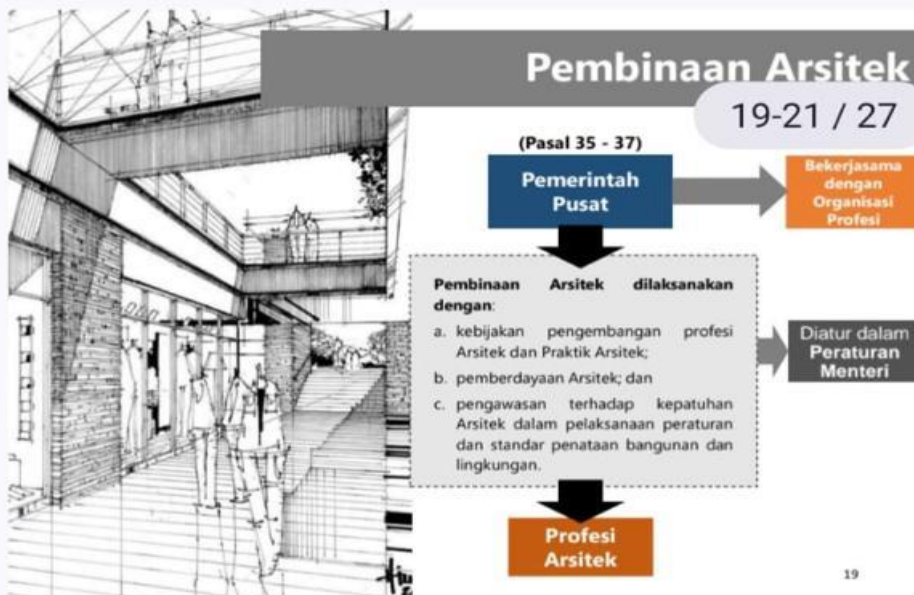 Pembinaan Arsitek
19-21 / 27
(Pasal 35 - 37)
Pemerintah
Pusat
Bekerjasama
dengan
Organisasi
Profesi
Pembinaan Arsitek dilaksanakan
dengan:
a. kebijakan pengembangan profesi
Arsitek dan Praktik Arsitek;
b. pemberdayaan Arsitek; dan
c. pengawasan terhadap kepatuhan
Arsitek dalam pelaksanaan peraturan
dan standar penataan bangunan dan
lingkungan.
Diatur dalam
Peraturan
Menteri
Profesi
Arsitek
19